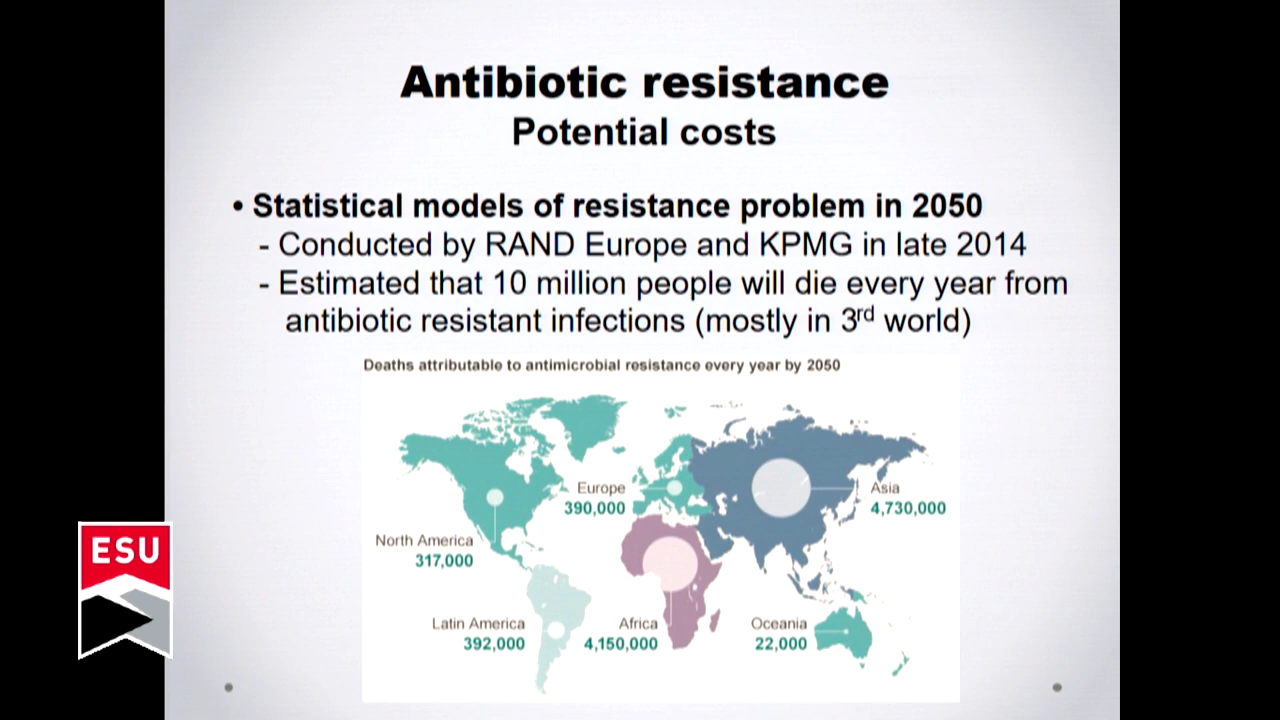 Antibiotic resistance
Potential costs
• Statistical models of resistance problem in 2050
- Conducted by RAND Europe and KPMG in late 2014
- Estimated that 10 million people will die every year from
antibiotic resistant infections (mostly in 3rd world)
Deaths attributable to antimicrobial resistance every year by 2050
Europe
390,000
Asia
4,730,000
North America
317,000
Latin America
392,000
Africa
4,150,000
Oceania
22,000
ESU